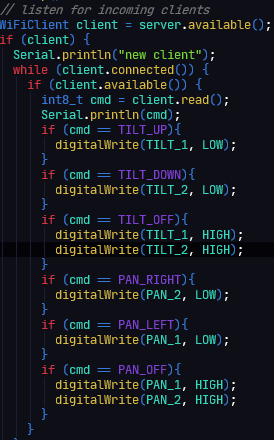 // listen for incoming clients
WiFiClient client = server.available();
if (client) {
Serial.println("new client");
while (client.connected()) {
if (client.available()) {
int8_t cmd = client.read();
Serial.println(cmd);
if (cmd == TILT_UP){
digitalWrite(TILT_1, LOW);
}
if (cmd == TILT_DOWN){
digitalWrite(TILT_2, LOW);
}
if (cmd == TILT_OFF){
digitalWrite(TILT_1, HIGH);
digitalWrite(TILT_2, HIGH);
}
if (cmd == PAN_RIGHT){
digitalWrite(PAN_2, LOW);
}
if (cmd == PAN_LEFT){
digitalWrite(PAN_1, LOW);
}
if (cmd == PAN_OFF){
digitalWrite(PAN_1, HIGH);
digitalWrite(PAN_2, HIGH);
}
}
}